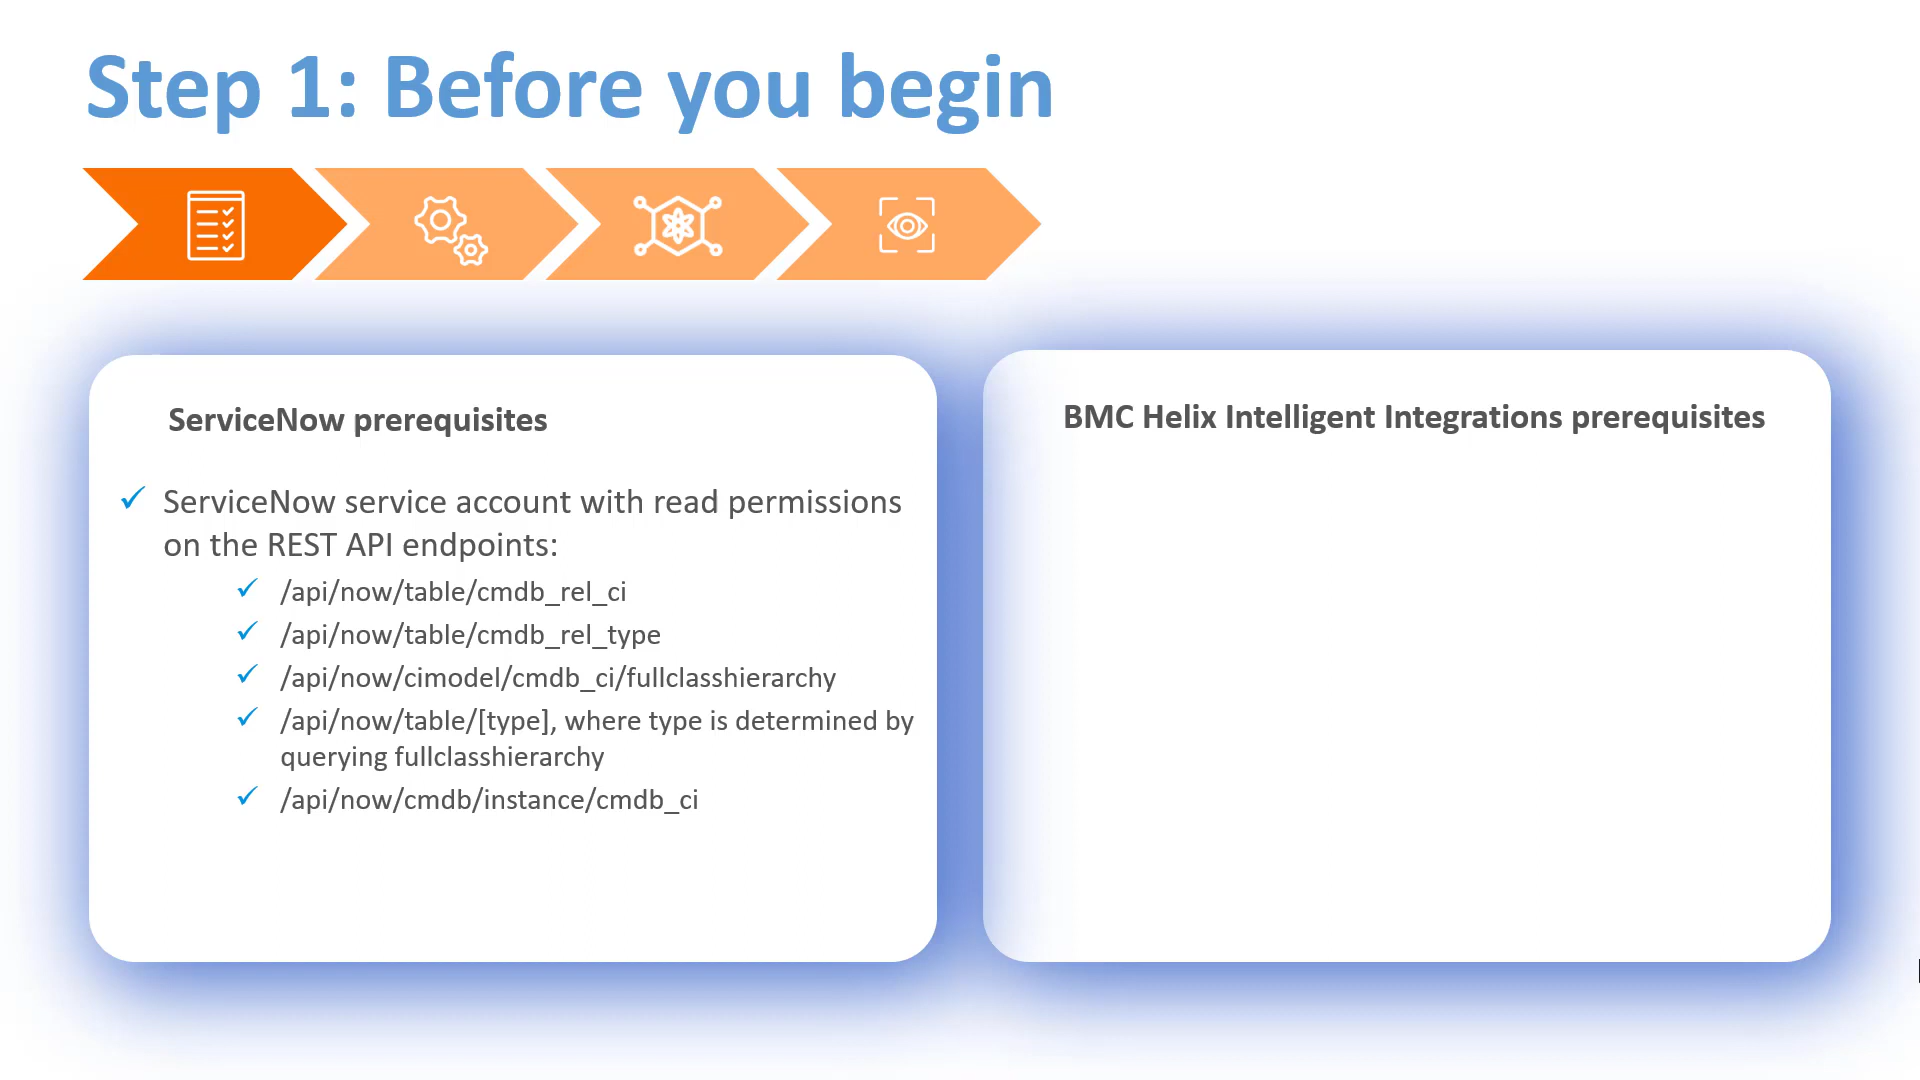 Step 1: Before you begin
ServiceNow prerequisites
ServiceNow service account with read permissions
on the REST API endpoints:
/api/now/table/cmdb_rel_ci
/api/now/table/cmdb_rel_type
/api/now/cimodel/cmdb_ci/fullclasshierarchy
/api/now/table/[type], where type is determined by
querying fullclasshierarchy
/api/now/cmdb/instance/cmdb_ci
BMC Helix Intelligent Integrations prerequisites